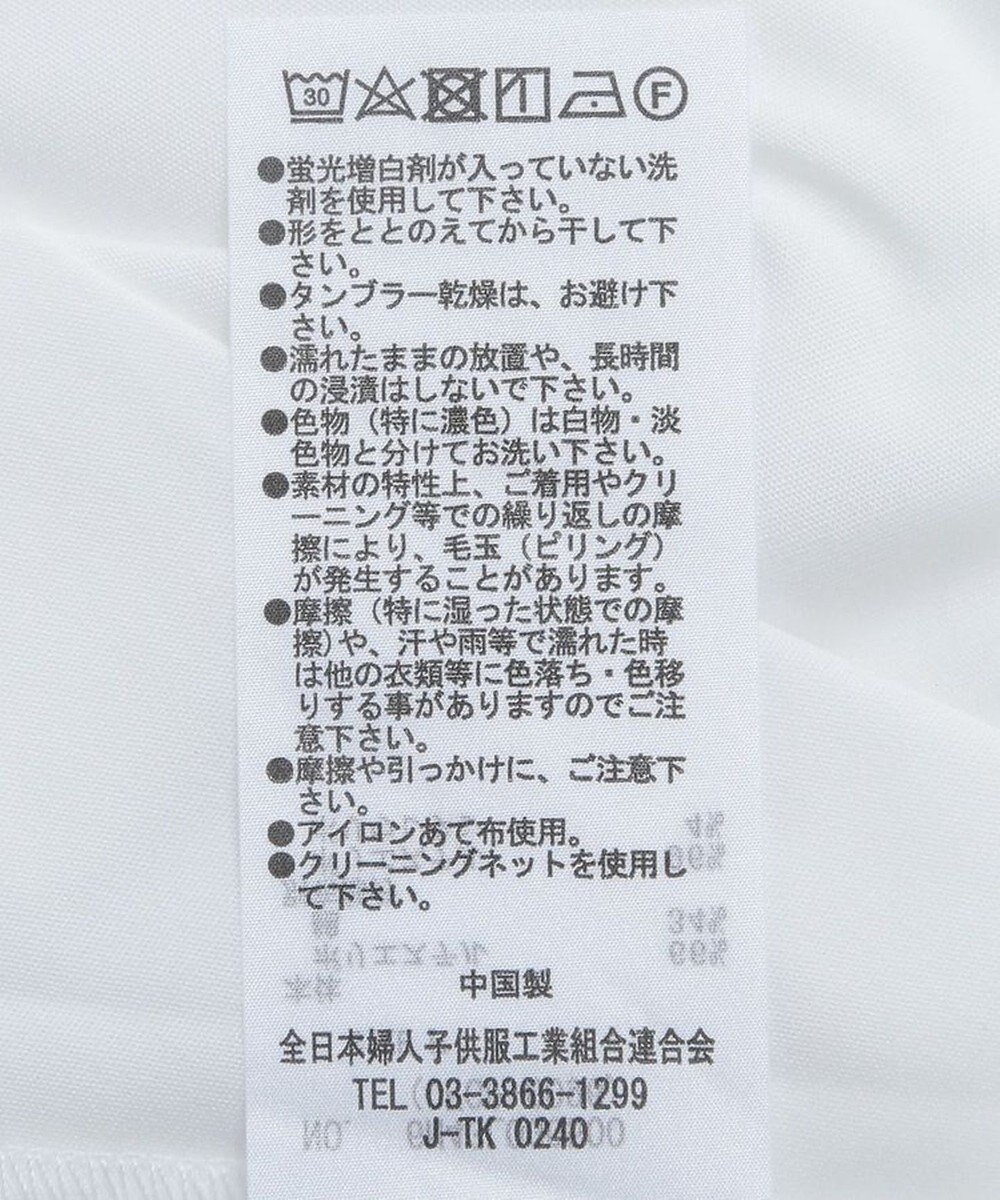 30 F
●蛍光増白剤が入っていない洗
剤を使用して下さい。
●形をととのえてから干して下
さい。
●タンブラー乾燥は、お避け下
さい。
●濡れたままの放置や、長時間
の浸漬はしないで下さい。
●色物（特に濃色）は白物・淡
色物と分けてお洗い下さい。
●素材の特性上、ご着用やクリ
ーニング等での繰り返しの摩
擦により、毛玉（ピリング）
が発生することがあります。
●摩擦（特に湿った状態での摩
擦）や、汗や雨等で濡れた時
は他の衣類等に色落ち・色移
りする事がありますのでご注
意下さい。
●摩擦や引っかけに、ご注意下
さい。
●アイロンあて布使用。
●クリーニングネットを使用し
て下さい。
34%
ポリエステル 66%
本体
中国製
全日本婦人子供服工業組合連合会
TEL 03-3866-1299
J-TK 0240
NO.